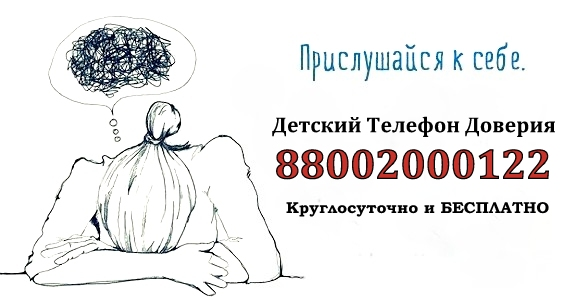 Прислушайся к себе.
Детский Телефон Доверия
88002000122
Круглосуточно и БЕСПЛАТНО